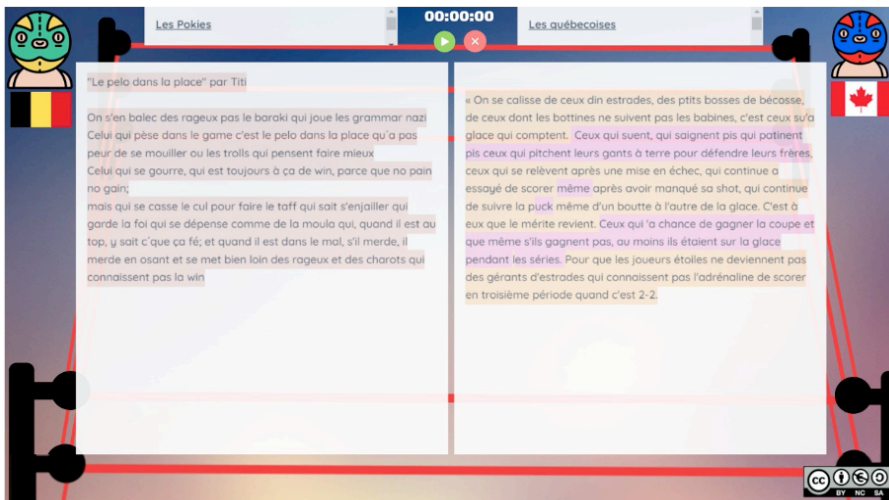 Les Pokies
00:00:00
Les québecoises
"Le pelo dans la place" par Titi
On s'en balec des rageux pas le baraki qui joue les grammar nazi
Celui qui pèse dans le game c'est le pelo dans la place qu'a pas
peur de se mouiller ou les trolls qui pensent faire mieux
Celui qui se gourre, qui est toujours à ça de win, parce que no pain
no gain;
mais qui se casse le cul pour faire le taff qui sait s'enjailler qui
garde la foi qui se dépense comme de la moula qui, quand il est au
top, y sait c'que ça fé; et quand il est dans le mal, s'il merde, il
merde en osant et se met bien loin des rageux et des charots qui
connaissent pas la win
« On se calisse de ceux din estrades, des ptits bosses de bécosse,
de ceux dont les bottines ne suivent pas les babines, c'est ceux su'a
glace qui comptent. Ceux qui suent, qui saignent pis qui patinent
pis ceux qui pitchent leurs gants à terre pour défendre leurs frères,
ceux qui se relèvent après une mise en échec, qui continue a
essayé de scorer même après avoir manqué sa shot, qui continue
de suivre la puck même d'un boutte à l'autre de la glace. C'est à
eux que le mérite revient. Ceux qui 'a chance de gagner la coupe et
que même s'ils gagnent pas, au moins ils étaient sur la glace
pendant les séries. Pour que les joueurs étoiles ne deviennent pas
des gérants d'estrades qui connaissent pas l'adrénaline de scorer
en troisième période quand c'est 2-2.
cc
BY NC SA